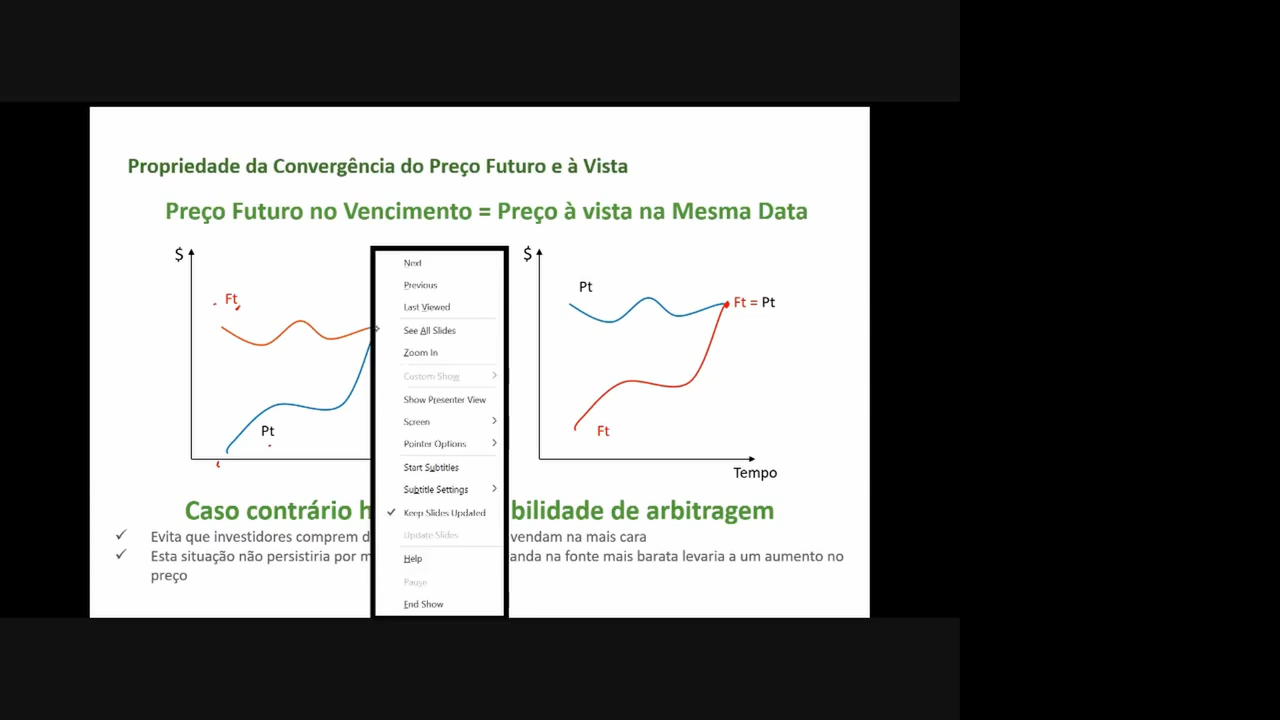 Propriedade da Convergência do Preço Futuro e à Vista
Preço Futuro no Vencimento = Preço à vista na Mesma Data
$
Ft
Pt
$
Pt
Ft = Pt
Ft
Tempo
Next
Previous
Last Viewed
See All Slides
Zoom In
Custom Show
Show Presenter View
Screen
Pointer Options
Start Subtitles
Subtitle Settings
Keep Slides Updated
Update Slides
Help
Pause
End Show
Caso contrário h bilidade de arbitragem
Evita que investidores comprem d vendam na mais cara
Esta situação não persistiria por m anda na fonte mais barata levaria a um aumento no
preço